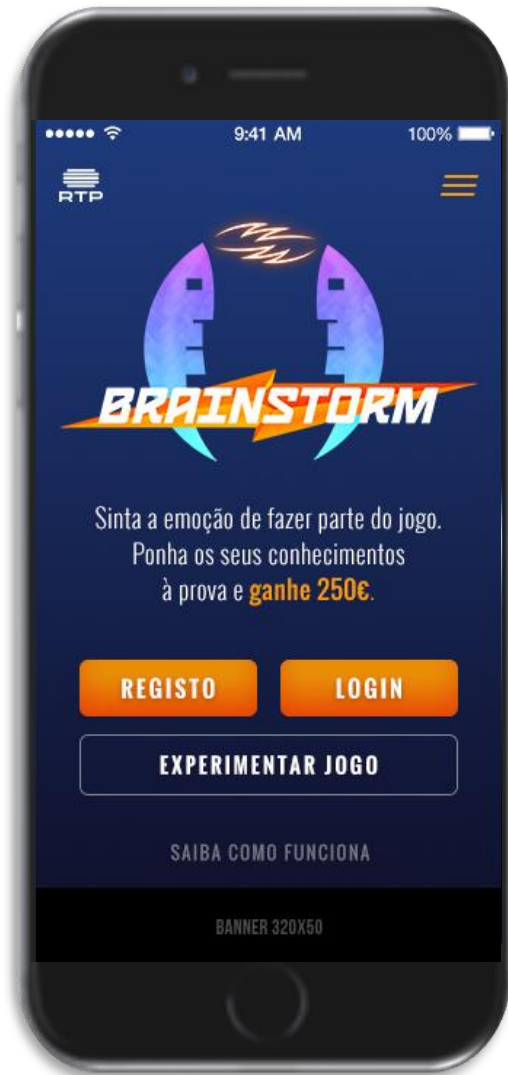 9:41 AM
100%
RTP
BRAINSTORM
Sinta a emoção de fazer parte do jogo.
Ponha os seus conhecimentos
à prova e ganhe 250€.
REGISTO
LOGIN
EXPERIMENTAR JOGO
SAIBA COMO FUNCIONA
BANNER 320X50